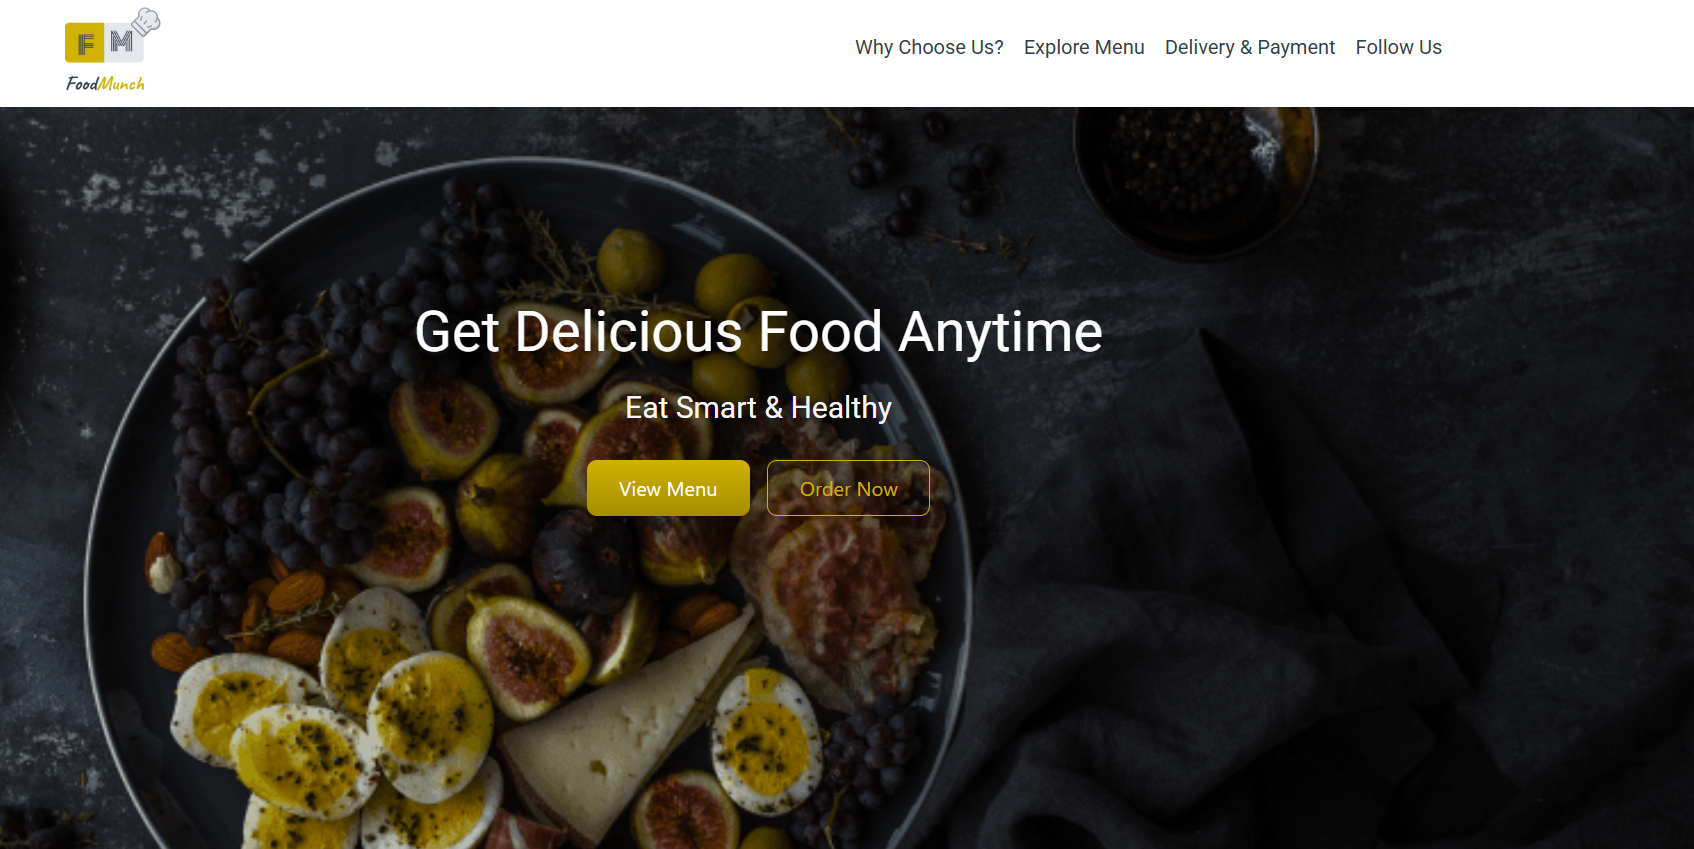 FM
FoodMunch
Why Choose Us? Explore Menu Delivery & Payment Follow Us
Get Delicious Food Anytime
Eat Smart & Healthy
View Menu Order Now